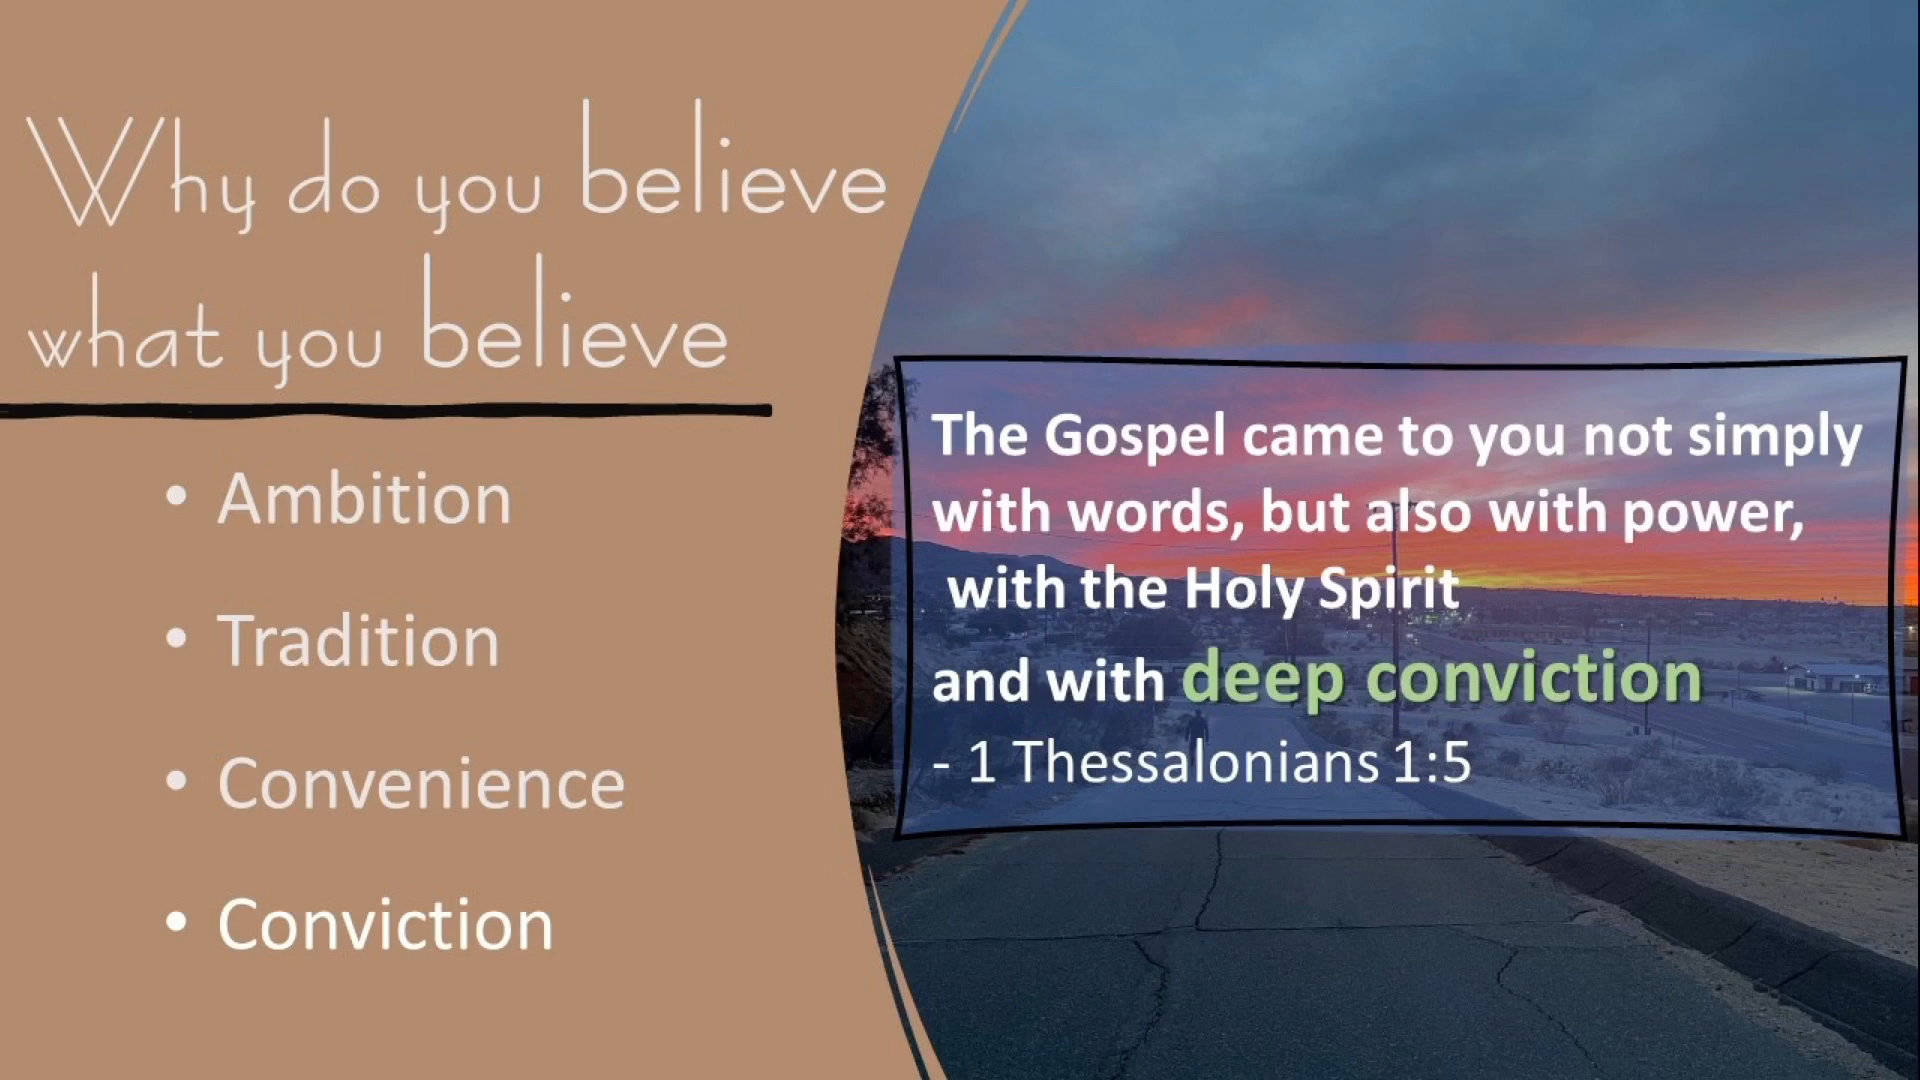 Why do you believe
what you believe
• Ambition
• Tradition
• Convenience
• Conviction
The Gospel came to you not simply
with words, but also with power,
with the Holy Spirit
and with deep conviction
- 1 Thessalonians 1:5